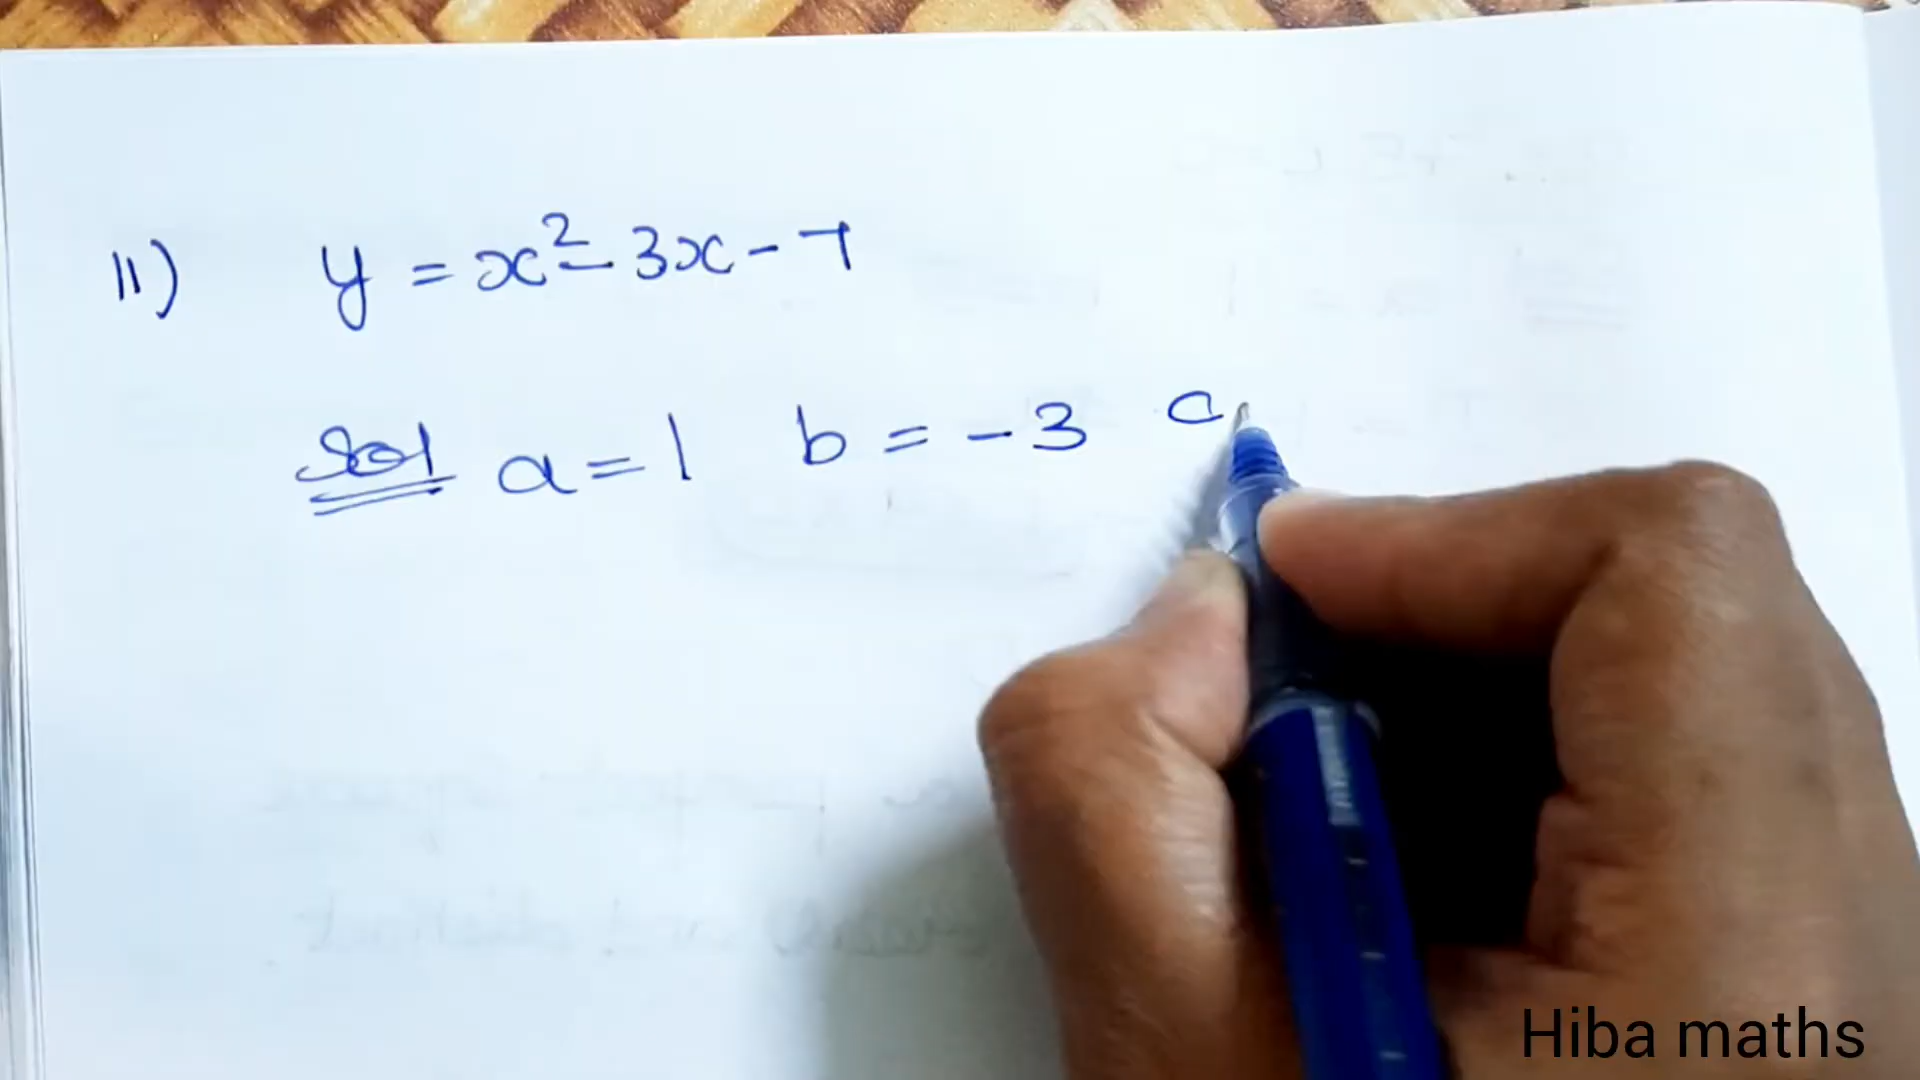 11) y = x² - 3x - 7
Sol a = 1 b = - 3 c
Hiba maths